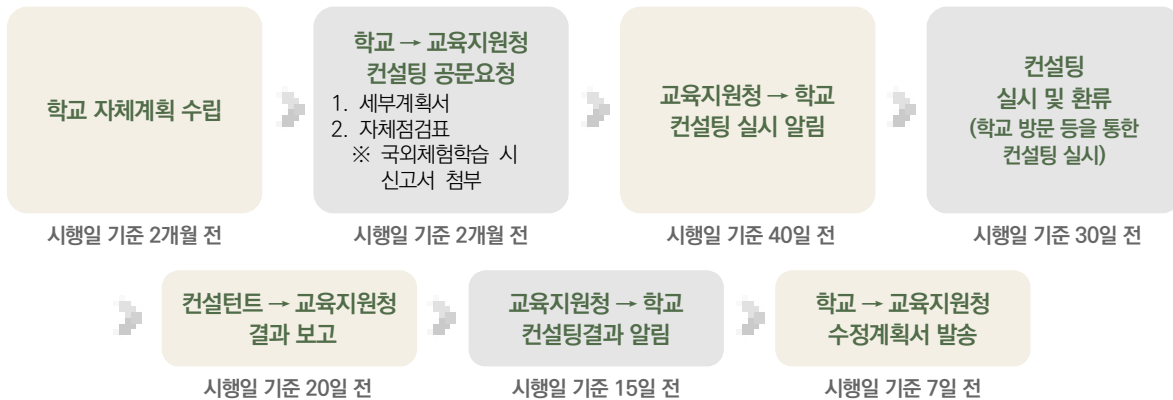 학교 자체계획 수립
시행일 기준 2개월 전
학교 → 교육지원청
컨설팅 공문요청
1. 세부계획서
2. 자체점검표
※ 국외체험학습 시
신고서 첨부
시행일 기준 2개월 전
교육지원청 → 학교
컨설팅 실시 알림
시행일 기준 40일 전
컨설팅
실시 및 환류
(학교 방문 등을 통한
컨설팅 실시)
시행일 기준 30일 전
컨설턴트 → 교육지원청
결과 보고
시행일 기준 20일 전
교육지원청 → 학교
컨설팅결과 알림
시행일 기준 15일 전
학교 → 교육지원청
수정계획서 발송
시행일 기준 7일 전